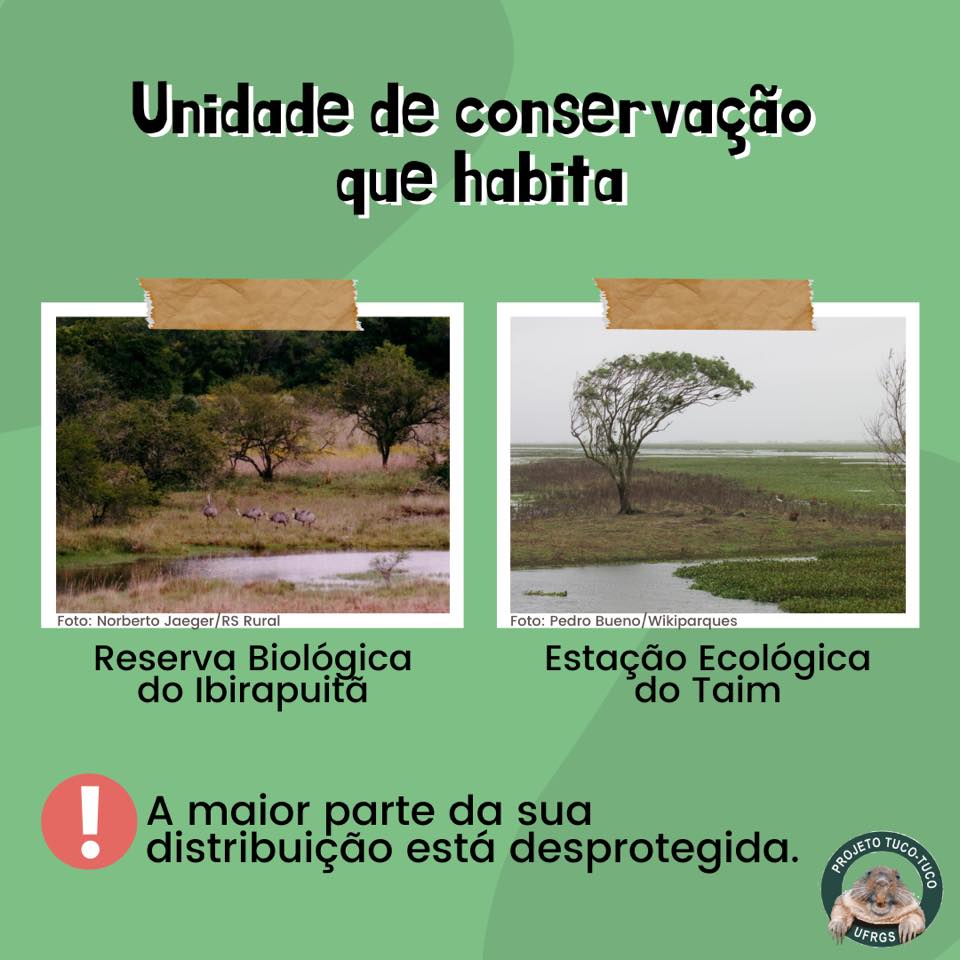 Unidade de conservação
que habita
Foto: Norberto Jaeger/RS Rural
Reserva Biológica
do Ibirapuitã
Foto: Pedro Bueno/Wikiparques
Estação Ecológica
do Taim
!
A maior parte da sua
distribuição está desprotegida.
PROJETO TUCO-TUCO
UFRGS